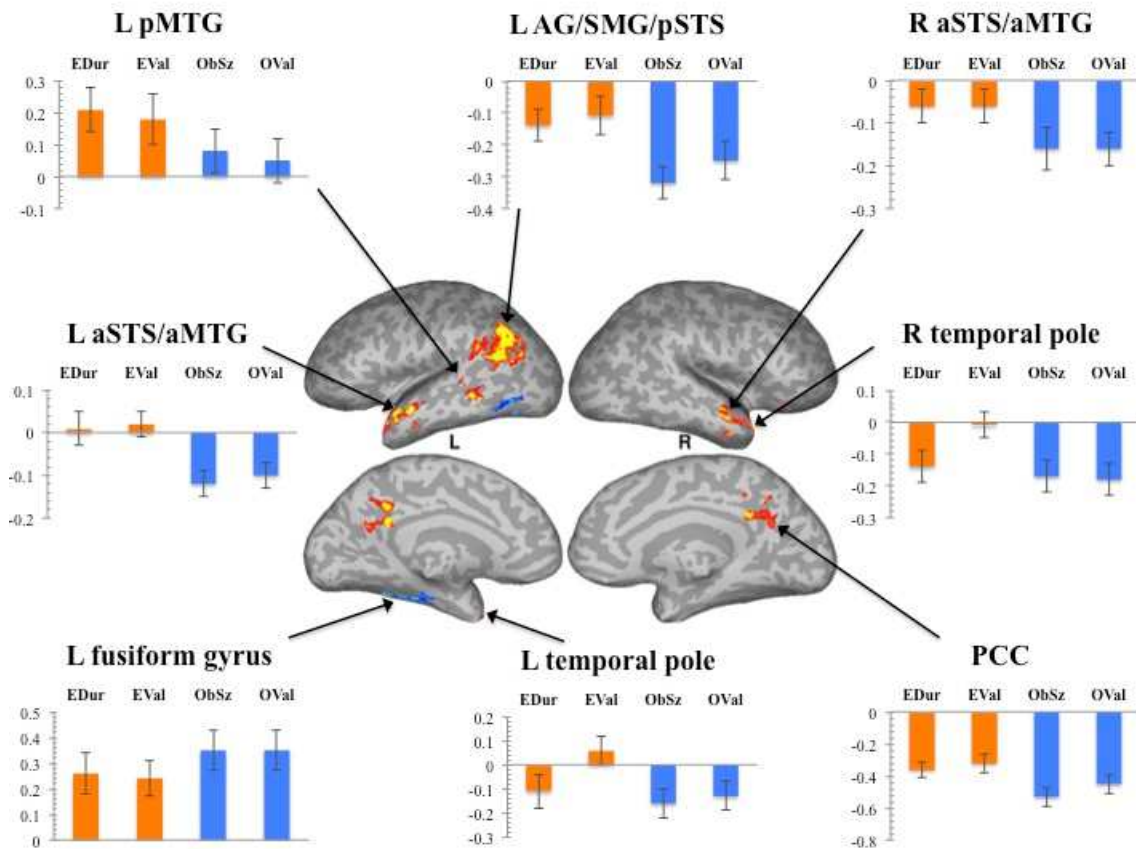 L pMTG
EDur EVal ObSz OVal
0.3
0.2
0.1
0
-0.1
L AG/SMG/pSTS
EDur EVal ObSz OVal
0
-0.1
-0.2
-0.3
-0.4
R aSTS/aMTG
EDur EVal ObSz OVal
0
-0.1
-0.2
-0.3
L aSTS/aMTG
EDur EVal ObSz OVal
0.1
0
-0.1
-0.2
L
R
R temporal pole
EDur EVal ObSz OVal
0.1
0
-0.1
-0.2
-0.3
L fusiform gyrus
EDur EVal ObSz OVal
0.5
0.4
0.3
0.2
0.1
0
L temporal pole
EDur EVal ObSz OVal
0.2
0.1
0
-0.1
-0.2
-0.3
PCC
EDur EVal ObSz OVal
0
-0.2
-0.4
-0.6
-0.8